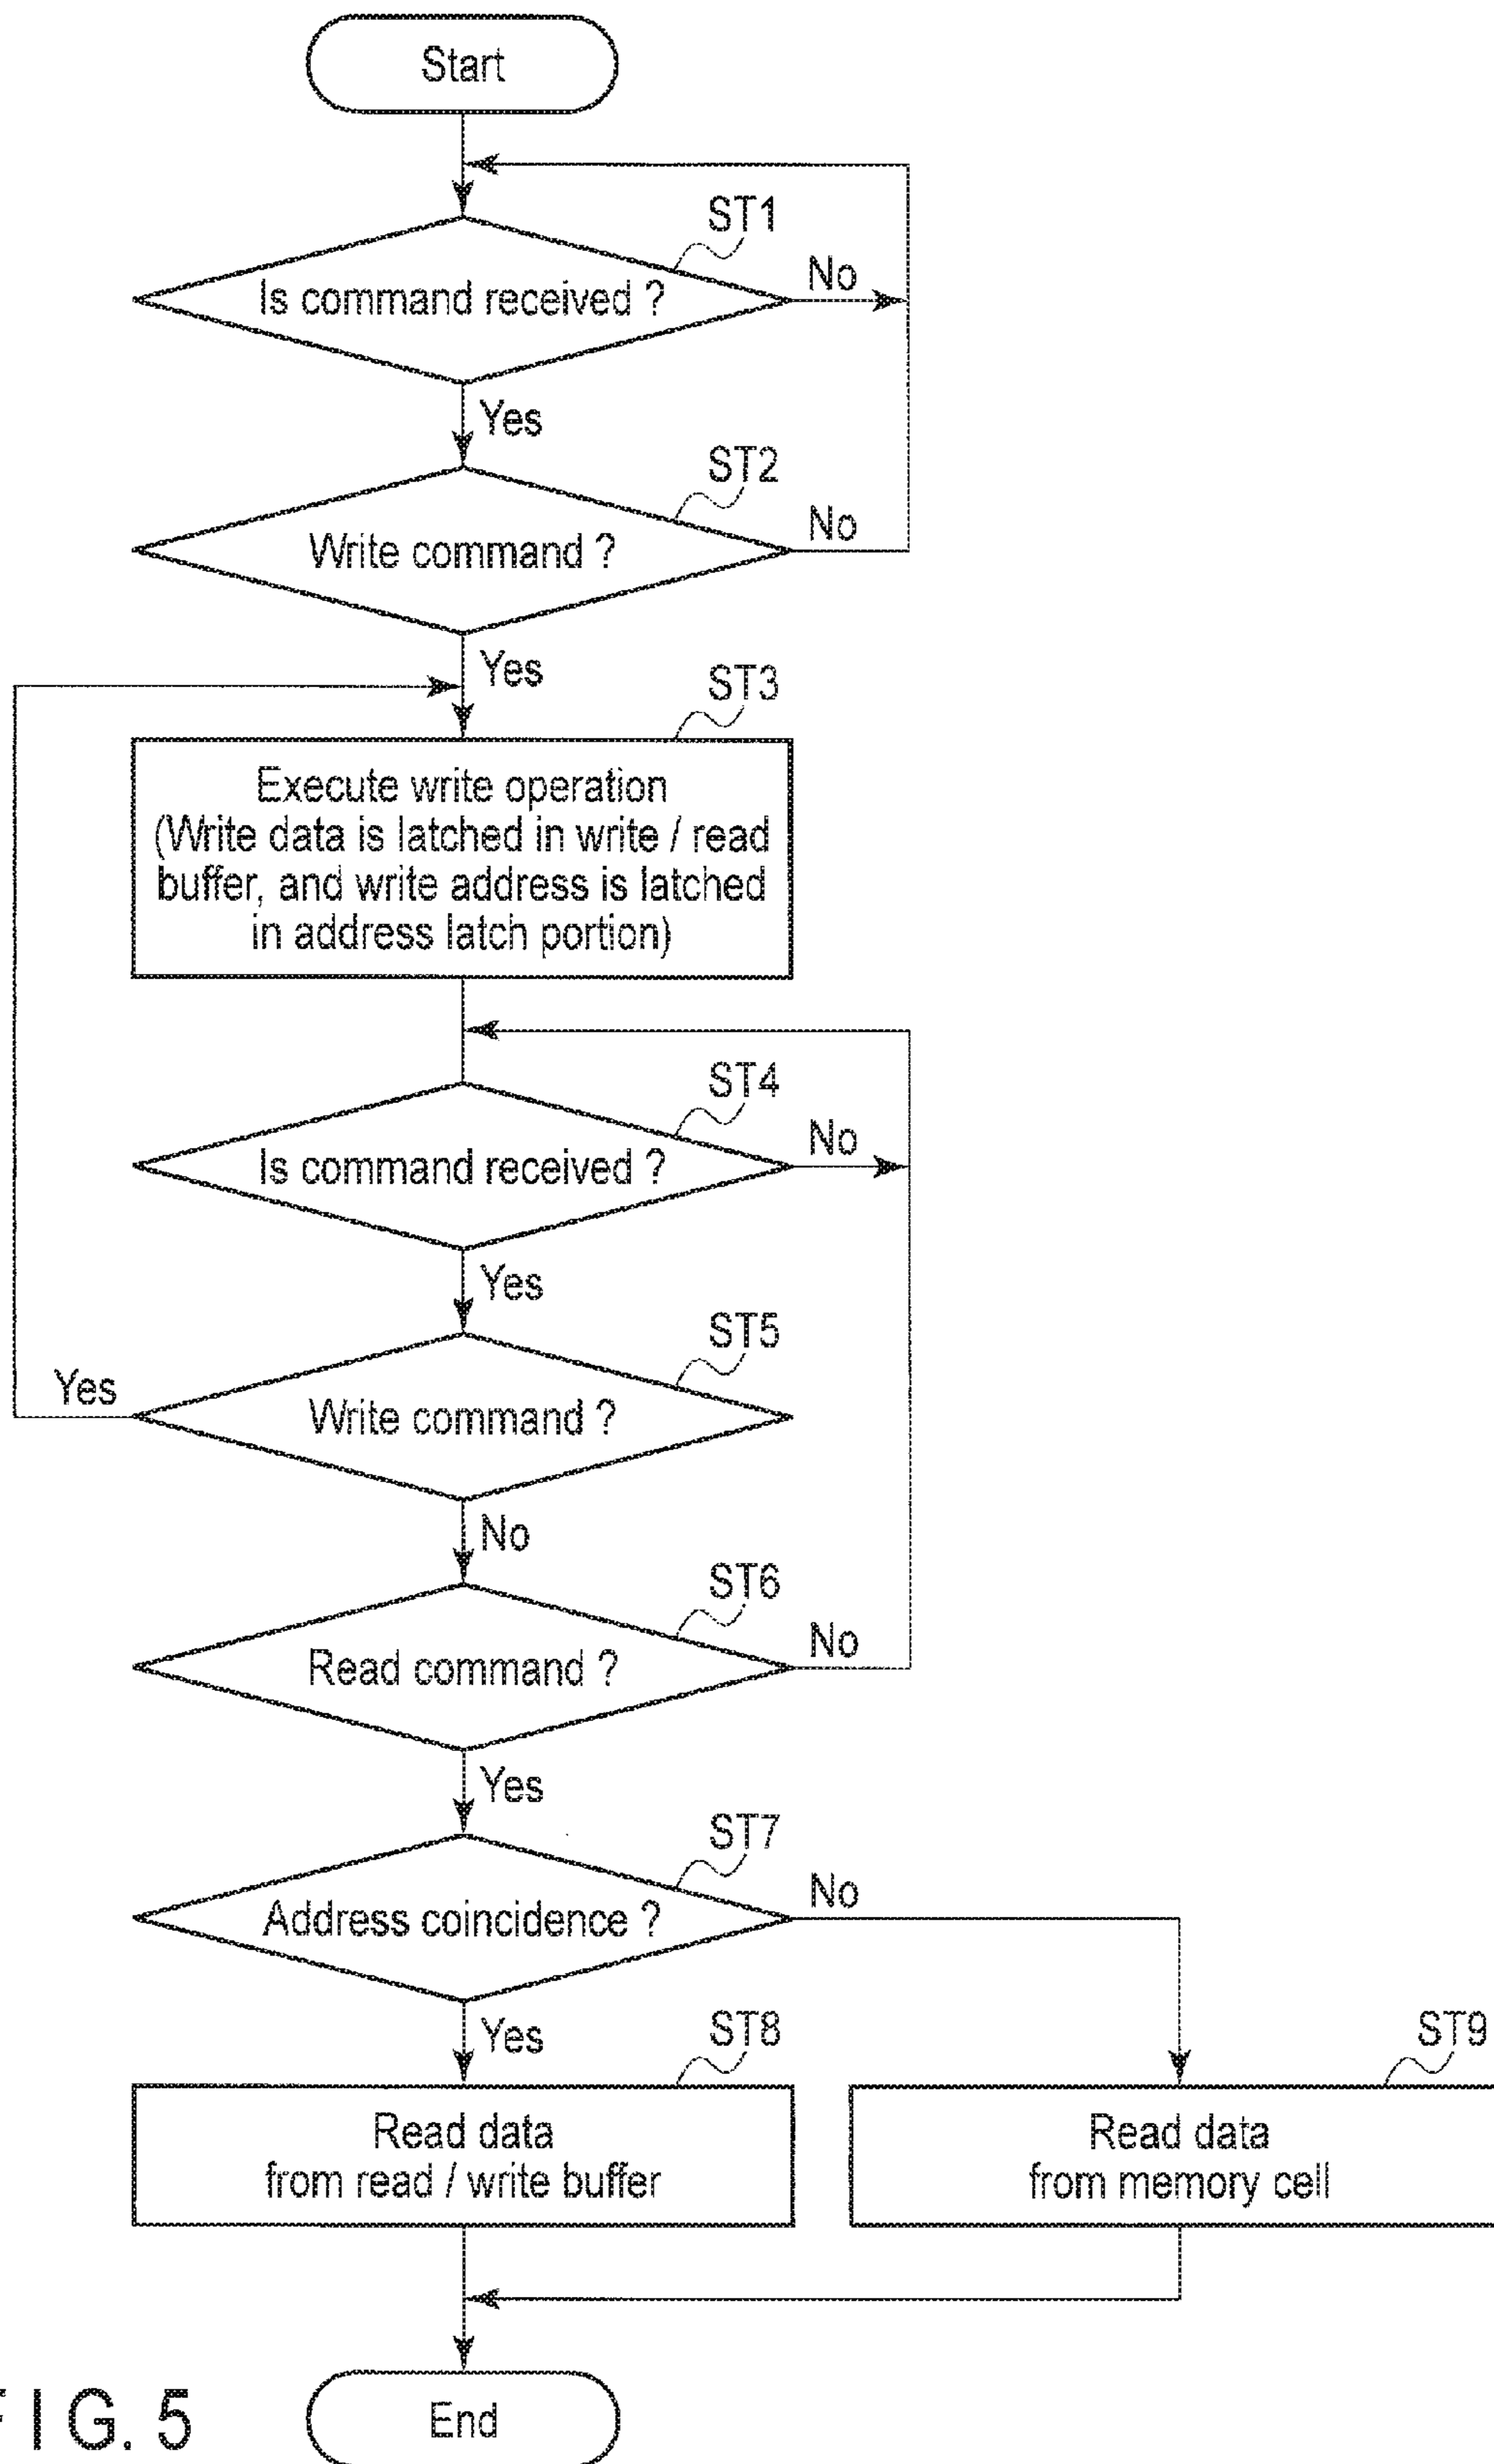 Start
ST1
Is command received ?
No
Yes
ST2
Write command ?
No
Yes
ST3
Execute write operation
(Write data is latched in write / read
buffer, and write address is latched
in address latch portion)
ST4
Is command received ?
No
Yes
ST5
Write command ?
Yes
No
ST6
Read command ?
No
Yes
ST7
Address coincidence ?
No
Yes
ST8
Read data
from read / write buffer
ST9
Read data
from memory cell
End
F I G. 5